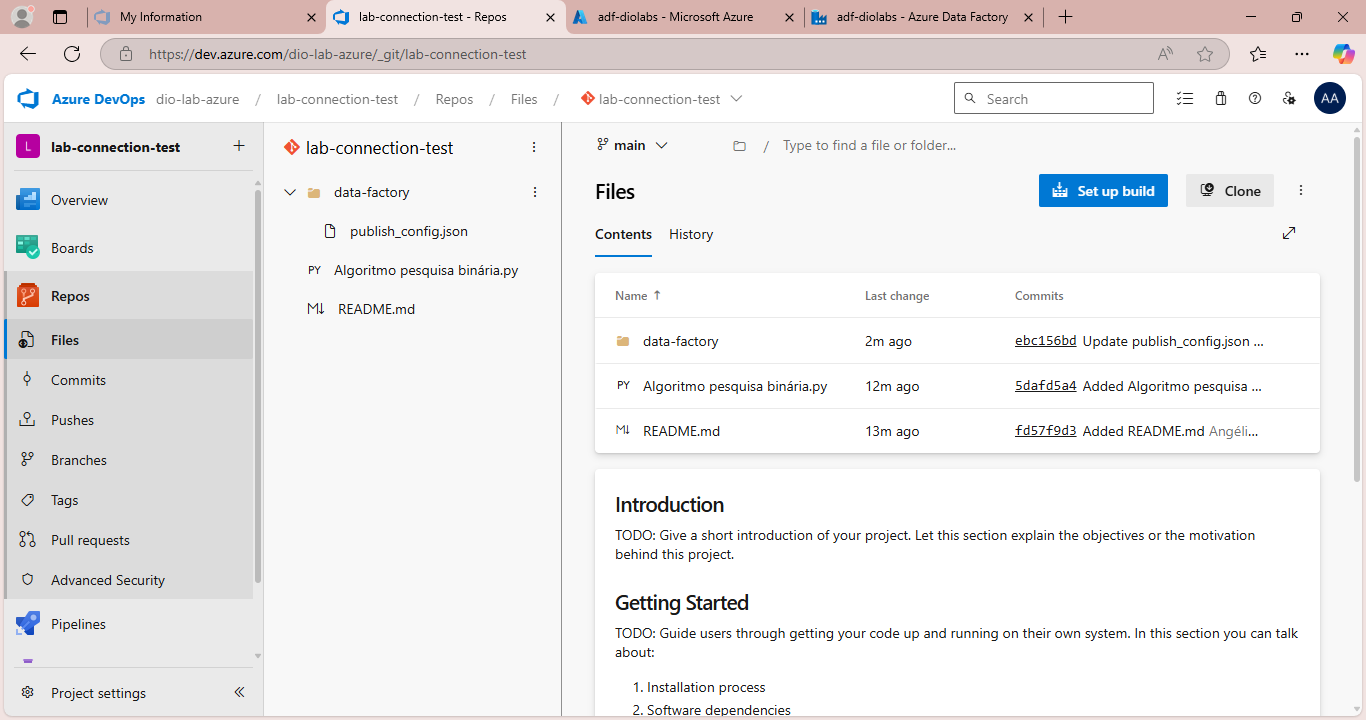 My Information
lab-connection-test - Repos
adf-diolabs - Microsoft Azure
adf-diolabs - Azure Data Factory
https://dev.azure.com/dio-lab-azure/_git/lab-connection-test
Azure DevOps dio-lab-azure / lab-connection-test / Repos / Files / lab-connection-test
Search
AA
L lab-connection-test
Overview
Boards
Repos
Files
Commits
Pushes
Branches
Tags
Pull requests
Advanced Security
Pipelines
Project settings
lab-connection-test
data-factory
publish_config.json
PY Algoritmo pesquisa binária.py
M↓ README.md
main / Type to find a file or folder...
Files
Set up build
Clone
Contents History
Name ↑ Last change Commits
data-factory 2m ago ebc156bd Update publish_config.json ...
PY Algoritmo pesquisa binária.py 12m ago 5dafd5a4 Added Algoritmo pesquisa ...
M↓ README.md 13m ago fd57f9d3 Added README.md Angéli...
Introduction
TODO: Give a short introduction of your project. Let this section explain the objectives or the motivation
behind this project.
Getting Started
TODO: Guide users through getting your code up and running on their own system. In this section you can talk
about:
1. Installation process
2. Software dependencies